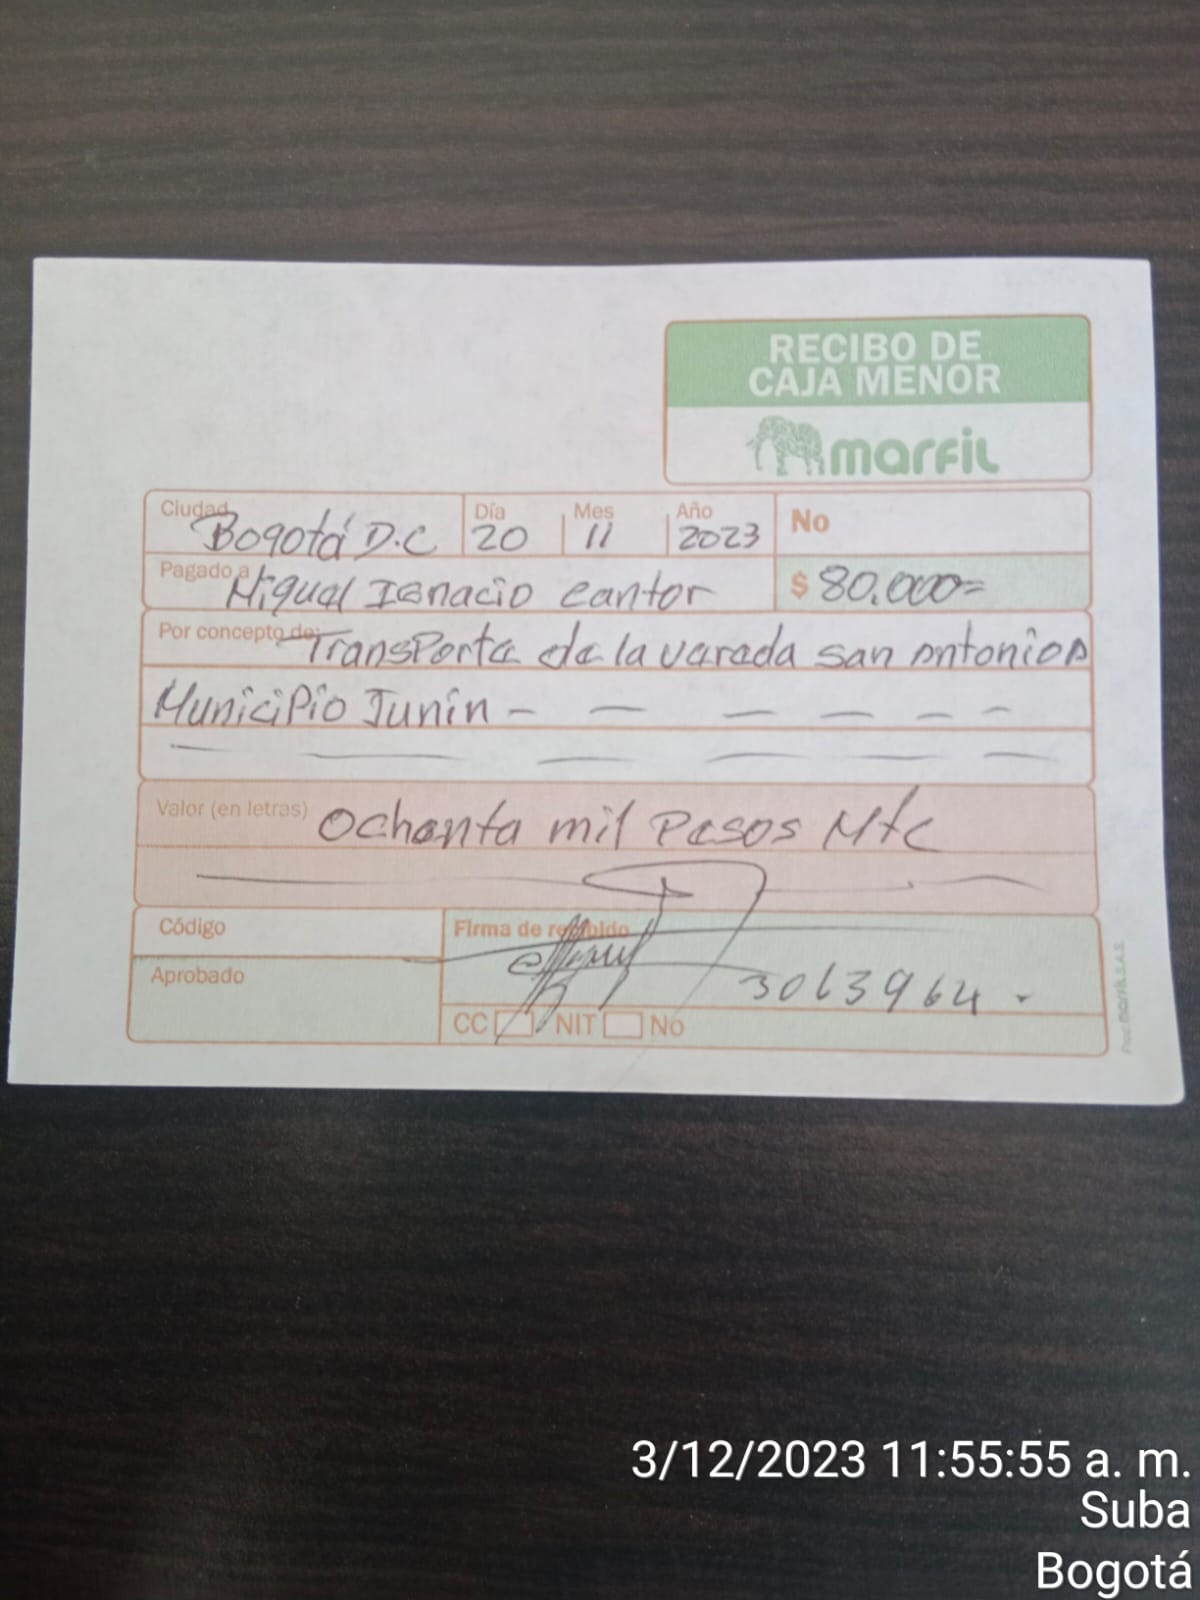 RECIBO DE
CAJA MENOR
marfil
Ciudad Bogotá D.C Día 20 Mes 11 Año 2023 No
Pagado a Miguel Ignacio Cantor $ 80.000=
Por concepto de: Transporte de la vereda san Antonio A
Municipio Junín - - - - - -
Valor (en letras) Ochenta mil Pesos Mtc
Código
Firma de recibido
Aprobado
3063964.
CC NIT No
3/12/2023 11:55:55 a. m.
Suba
Bogotá